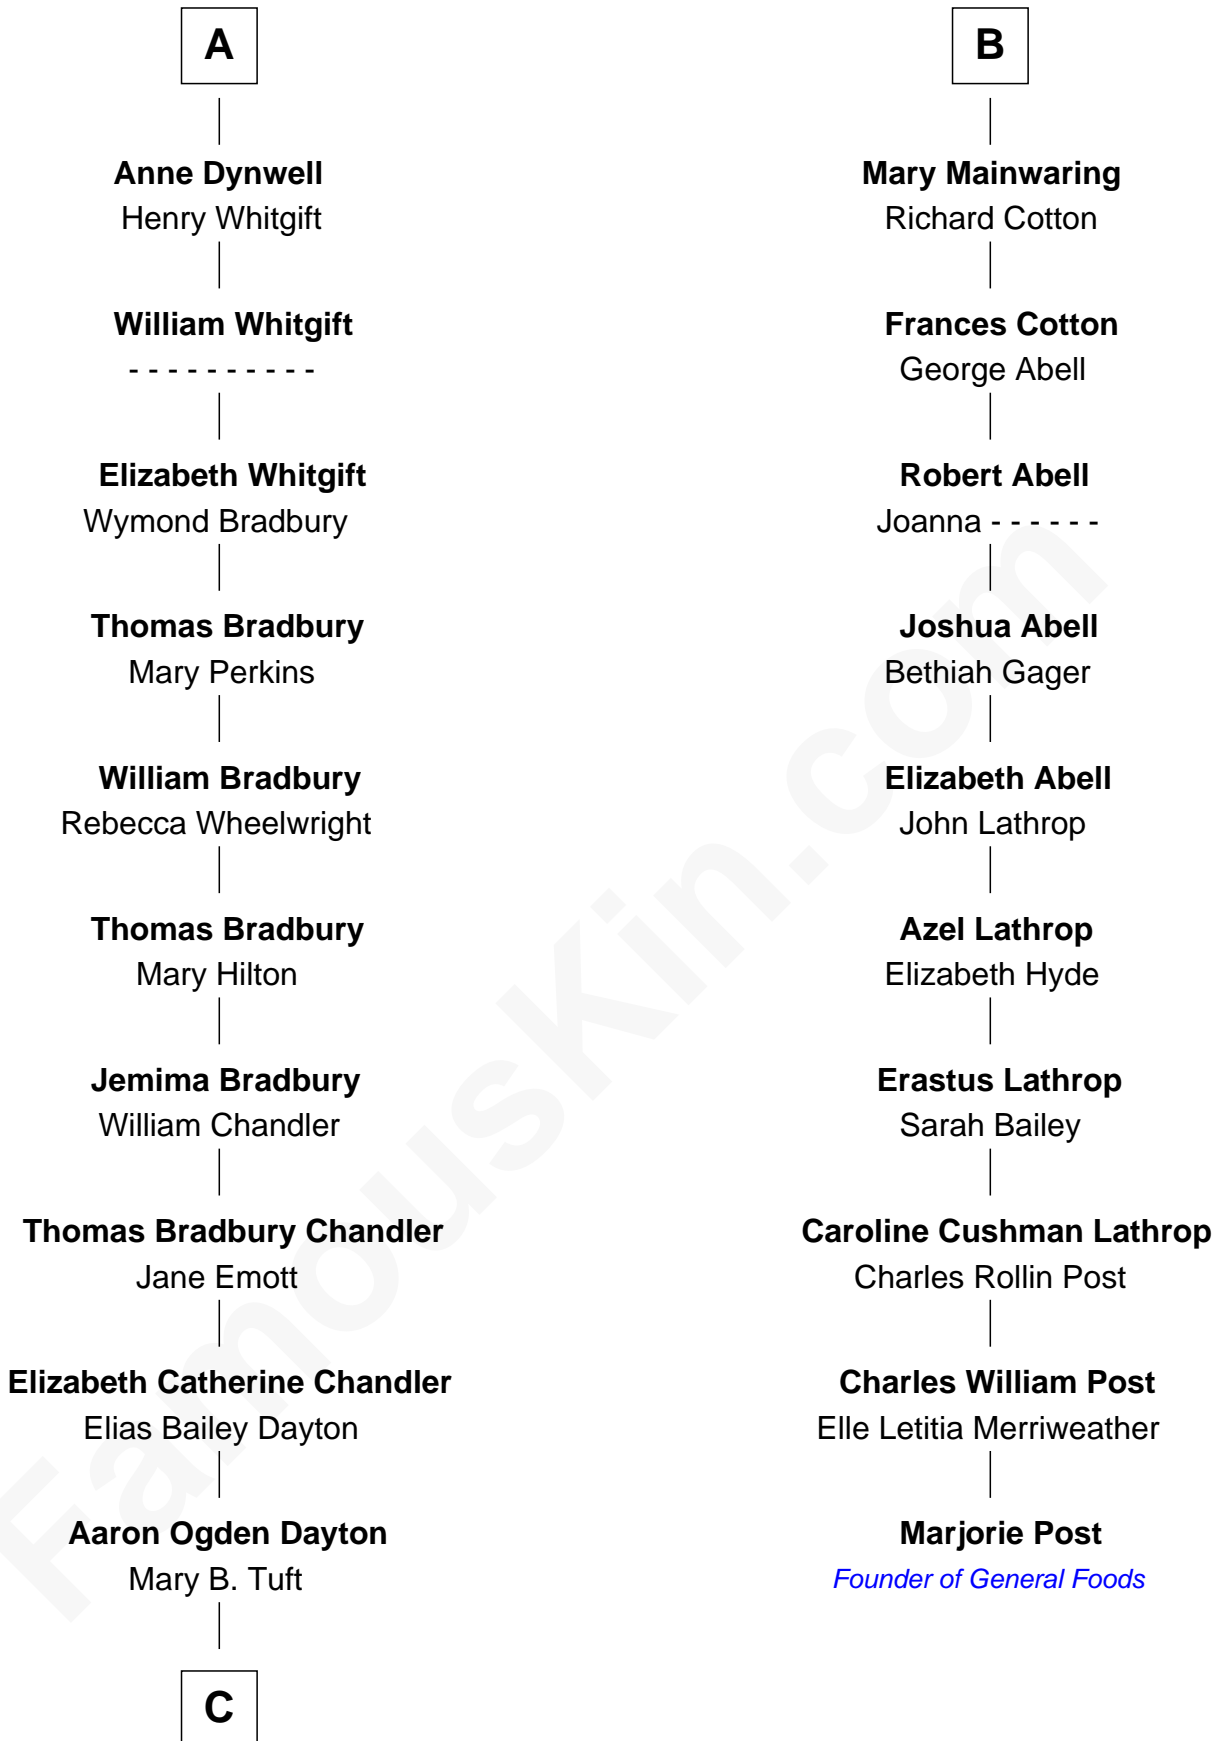 A
Anne Dynwell
Henry Whitgift
William Whitgift
- - - - - - - - - -
Elizabeth Whitgift
Wymond Bradbury
Thomas Bradbury
Mary Perkins
William Bradbury
Rebecca Wheelwright
Thomas Bradbury
Mary Hilton
Jemima Bradbury
William Chandler
Thomas Bradbury Chandler
Jane Emott
Elizabeth Catherine Chandler
Elias Bailey Dayton
Aaron Ogden Dayton
Mary B. Tuft
C
B
Mary Mainwaring
Richard Cotton
Frances Cotton
George Abell
Robert Abell
Joanna - - - - - -
Joshua Abell
Bethiah Gager
Elizabeth Abell
John Lathrop
Azel Lathrop
Elizabeth Hyde
Erastus Lathrop
Sarah Bailey
Caroline Cushman Lathrop
Charles Rollin Post
Charles William Post
Elle Letitia Merriweather
Marjorie Post
Founder of General Foods
FamousKin.com